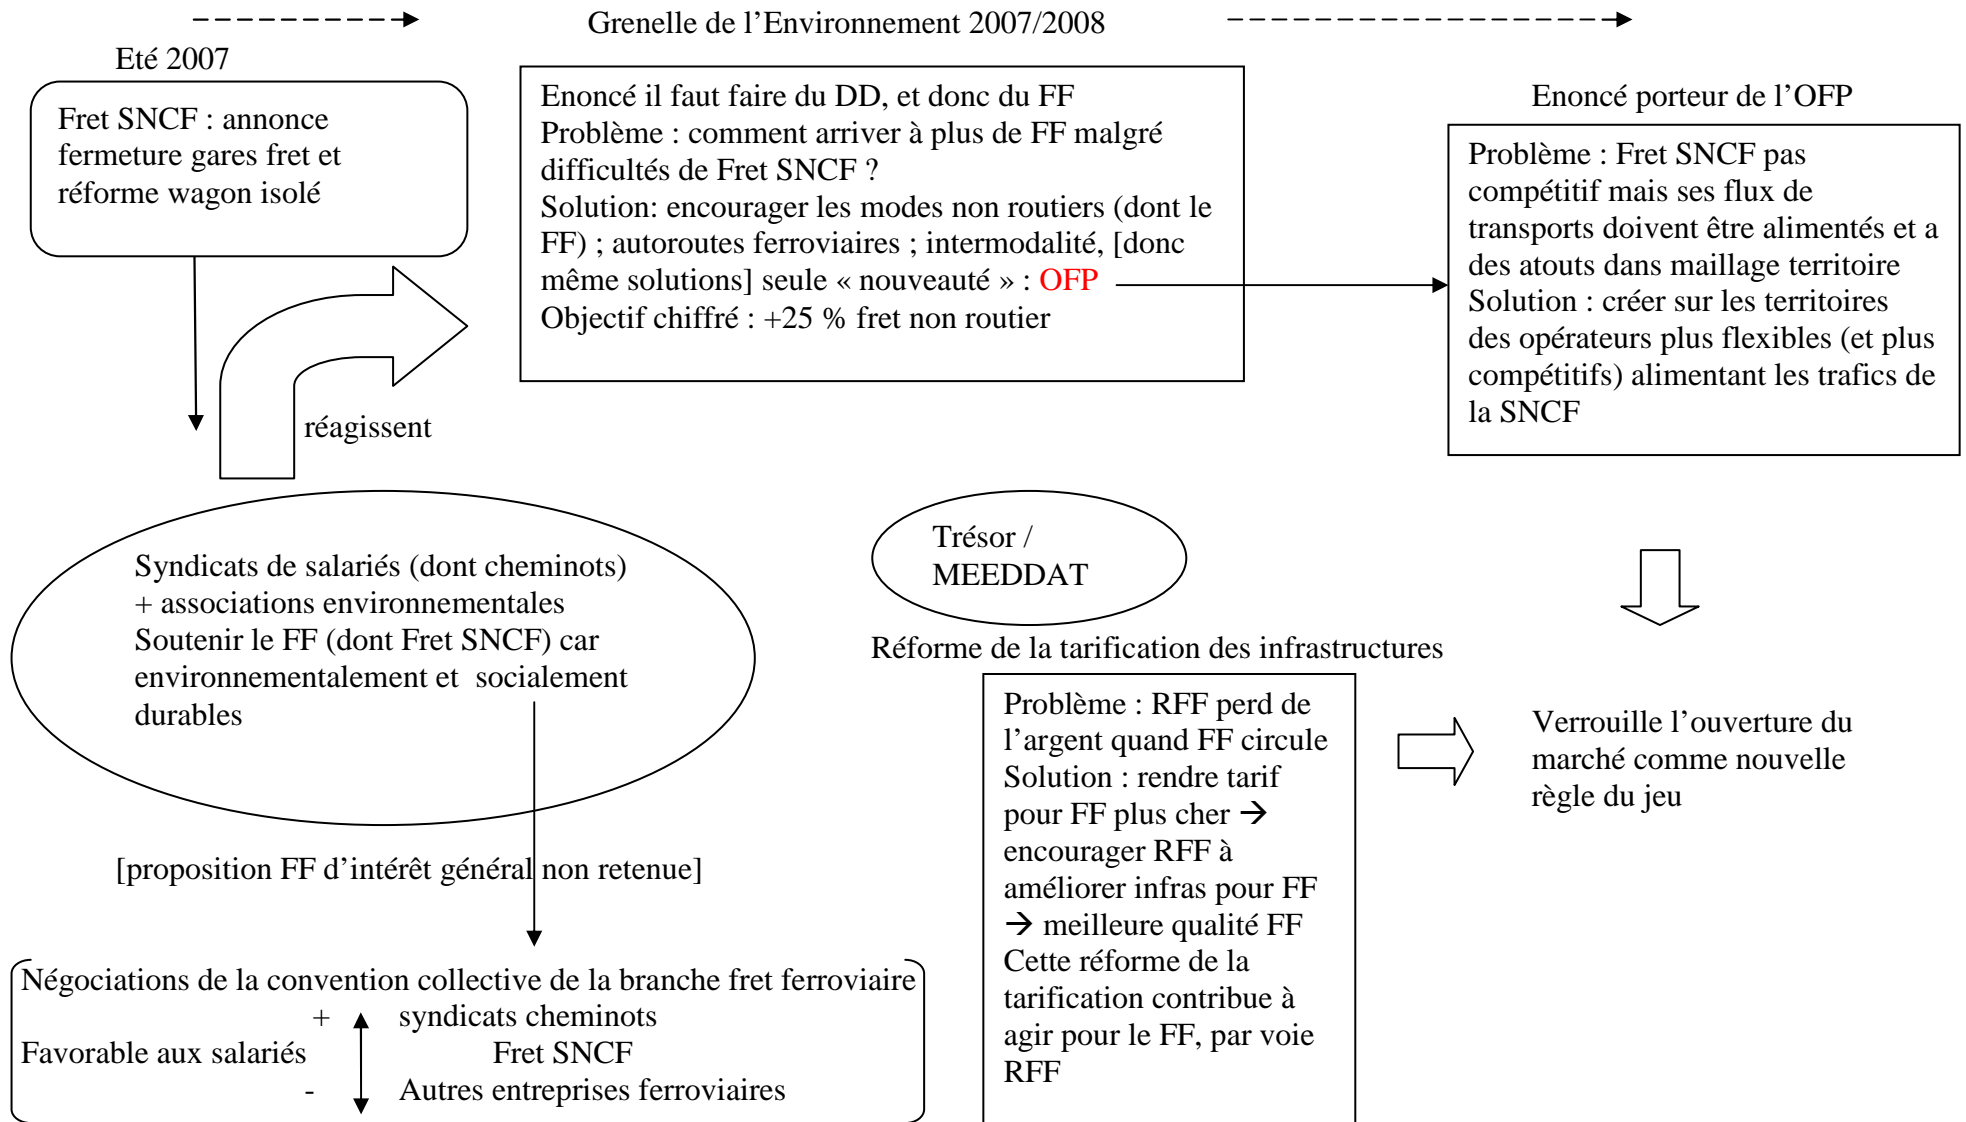 Grenelle de l’Environnement 2007/2008
Eté 2007
Fret SNCF : annonce
fermeture gares fret et
réforme wagon isolé
Enoncé il faut faire du DD, et donc du FF
Problème : comment arriver à plus de FF malgré
difficultés de Fret SNCF ?
Solution: encourager les modes non routiers (dont le
FF) ; autoroutes ferroviaires ; intermodalité, [donc
même solutions] seule « nouveauté » : OFP
Objectif chiffré : +25 % fret non routier
Enoncé porteur de l’OFP
Problème : Fret SNCF pas
compétitif mais ses flux de
transports doivent être alimentés et a
des atouts dans maillage territoire
Solution : créer sur les territoires
des opérateurs plus flexibles (et plus
compétitifs) alimentant les trafics de
la SNCF
réagissent
Syndicats de salariés (dont cheminots)
+ associations environnementales
Soutenir le FF (dont Fret SNCF) car
environnementalement et socialement
durables
Trésor /
MEEDDAT
Réforme de la tarification des infrastructures
Problème : RFF perd de
l’argent quand FF circule
Solution : rendre tarif
pour FF plus cher →
encourager RFF à
améliorer infras pour FF
→ meilleure qualité FF
Cette réforme de la
tarification contribue à
agir pour le FF, par voie
RFF
Verrouille l’ouverture du
marché comme nouvelle
règle du jeu
[proposition FF d’intérêt général non retenue]
Négociations de la convention collective de la branche fret ferroviaire
+ syndicats cheminots
Favorable aux salariés Fret SNCF
- Autres entreprises ferroviaires